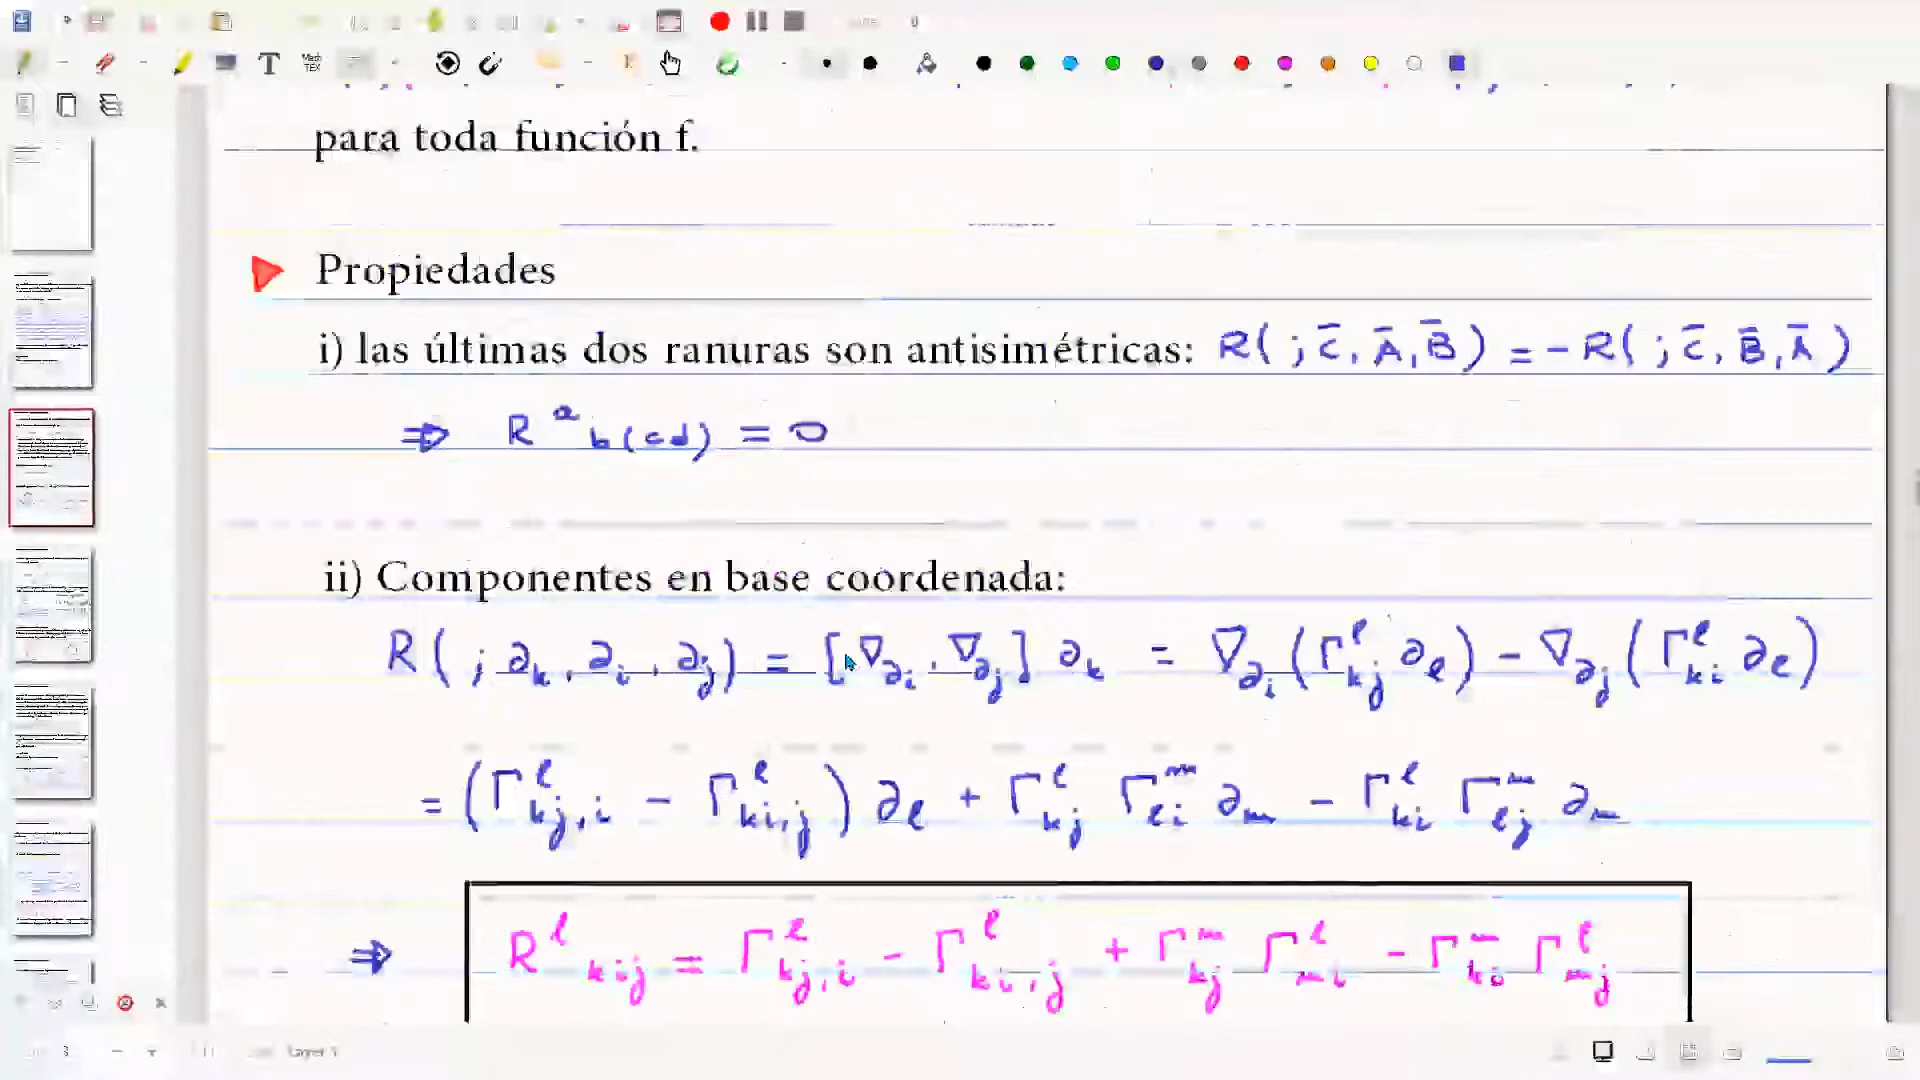 para toda función f.
Propiedades
i) las últimas dos ranuras son antisimétricas: R( ; C̄, Ā, B̄ ) = - R( ; C̄, B̄, Ā )
⇒ R^a_{b(cd)} = 0
ii) Componentes en base coordenada:
R( ; ∂_k, ∂_i, ∂_j ) = [∇_{∂_i}, ∇_{∂_j}] ∂_k = ∇_{∂_i}(Γ^l_{kj} ∂_l) - ∇_{∂_j}(Γ^l_{ki} ∂_l)
= (Γ^l_{kj,i} - Γ^l_{ki,j}) ∂_l + Γ^l_{kj} Γ^m_{li} ∂_m - Γ^l_{ki} Γ^m_{lj} ∂_m
⇒ R^l_{kij} = Γ^l_{kj,i} - Γ^l_{ki,j} + Γ^m_{kj} Γ^l_{mi} - Γ^m_{ki} Γ^l_{mj}